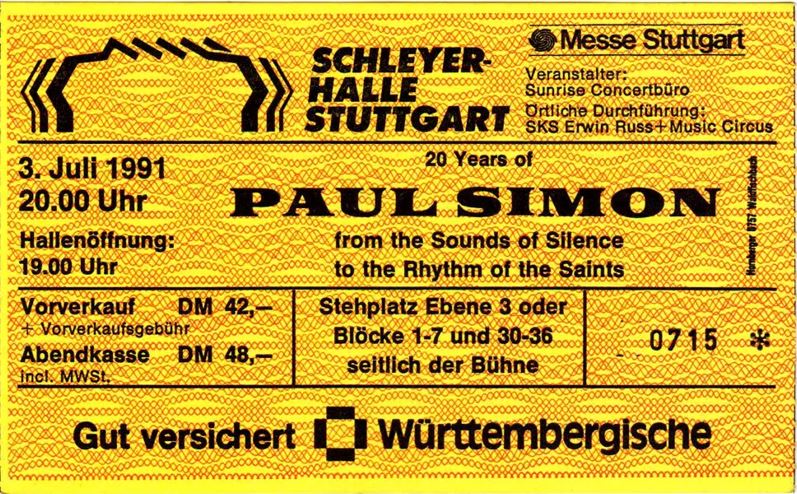 SCHLEYER-
HALLE
STUTTGART
Messe Stuttgart
Veranstalter:
Sunrise Concertbüro
Örtliche Durchführung:
SKS Erwin Russ+Music Circus
3. Juli 1991
20.00 Uhr
Hallenöffnung:
19.00 Uhr
20 Years of
PAUL SIMON
from the Sounds of Silence
to the Rhythm of the Saints
Hornberger 6757 Waldfischbach
Vorverkauf DM 42,—
+ Vorverkaufsgebühr
Abendkasse DM 48,—
incl. MWSt.
Stehplatz Ebene 3 oder
Blöcke 1-7 und 30-36
seitlich der Bühne
0715 *
Gut versichert Württembergische